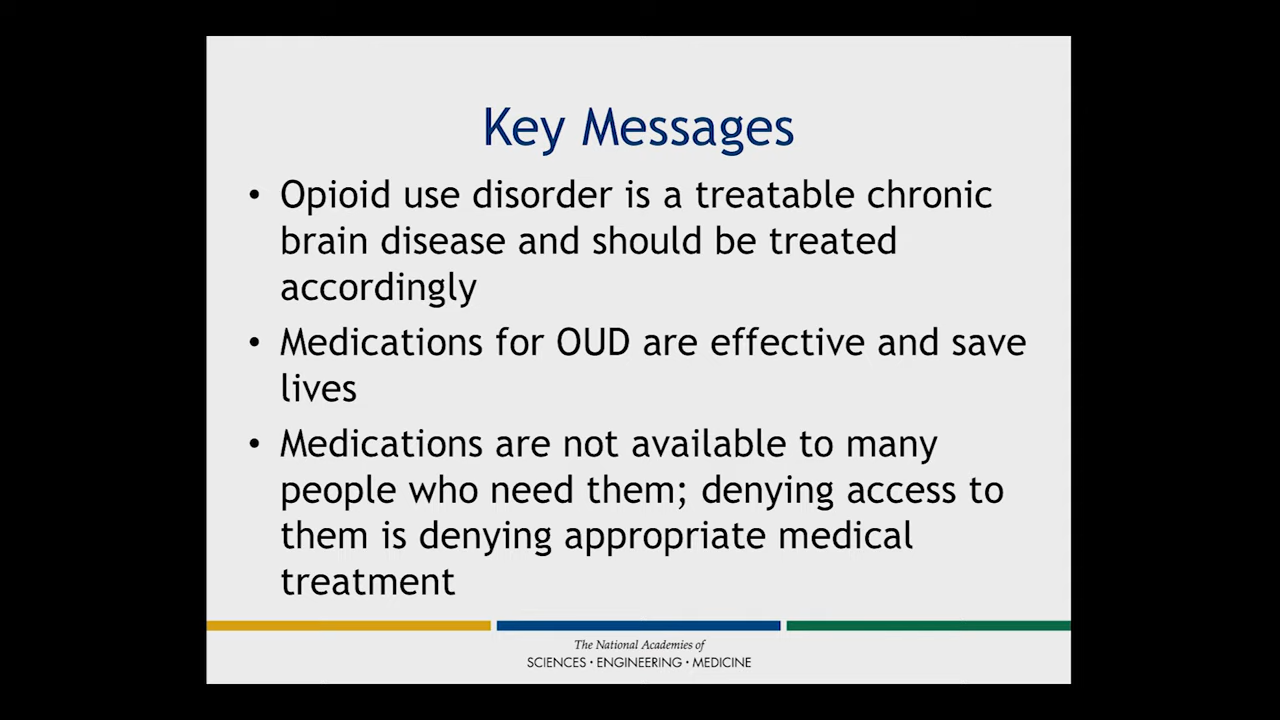 Key Messages
• Opioid use disorder is a treatable chronic
brain disease and should be treated
accordingly
• Medications for OUD are effective and save
lives
• Medications are not available to many
people who need them; denying access to
them is denying appropriate medical
treatment
The National Academies of
SCIENCES · ENGINEERING · MEDICINE